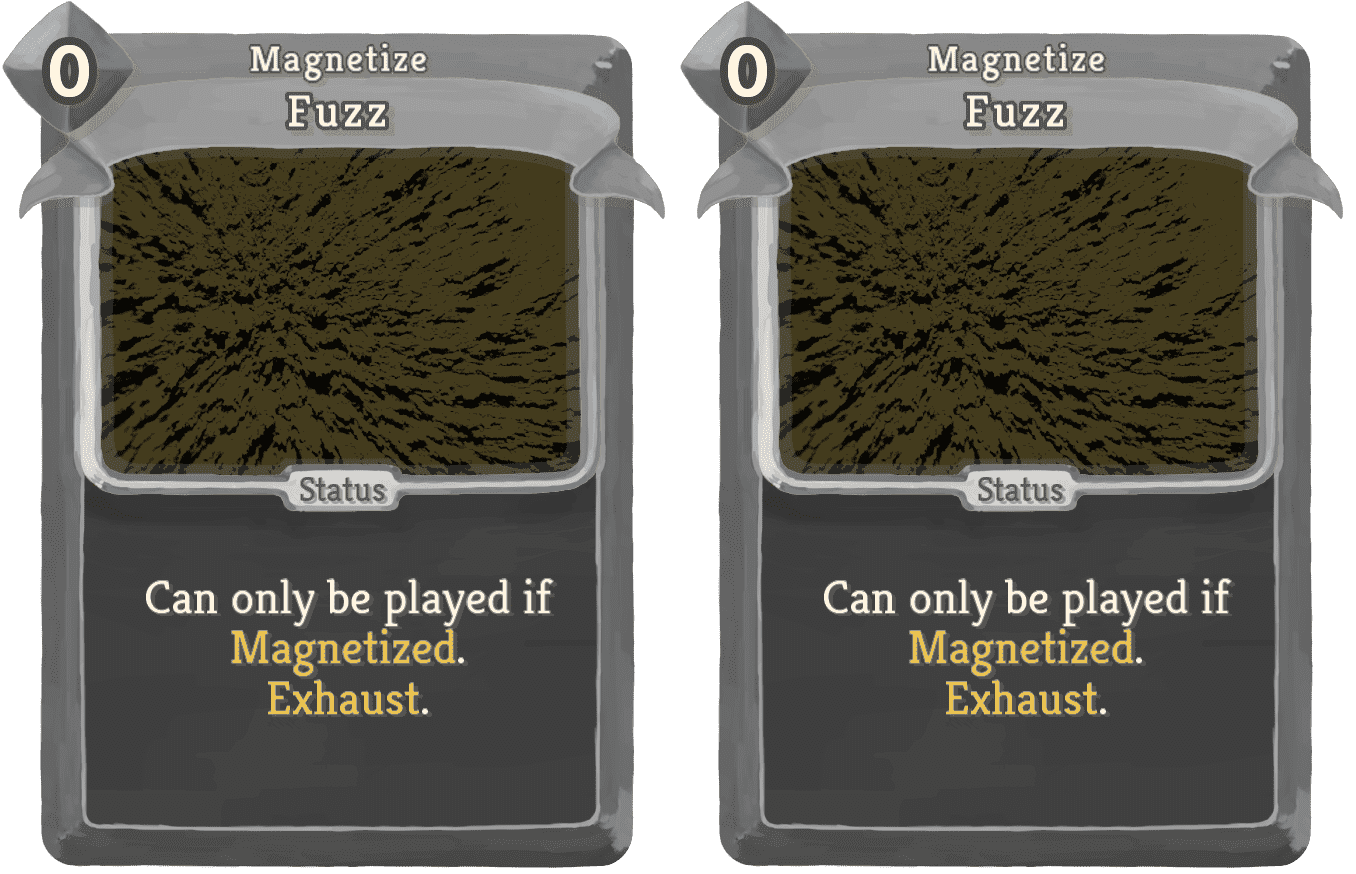 0
Magnetize
Fuzz
Status
Can only be played if
Magnetized.
Exhaust.
0
Magnetize
Fuzz
Status
Can only be played if
Magnetized.
Exhaust.